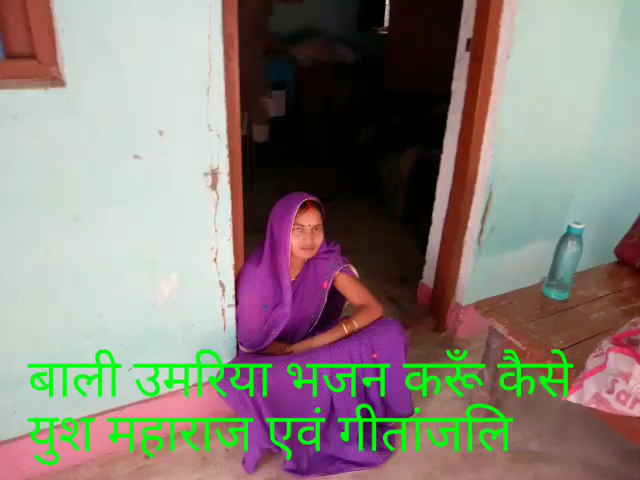 बाली उमरिया भजन करूँ कैसे
युश महाराज एवं गीतांजलि